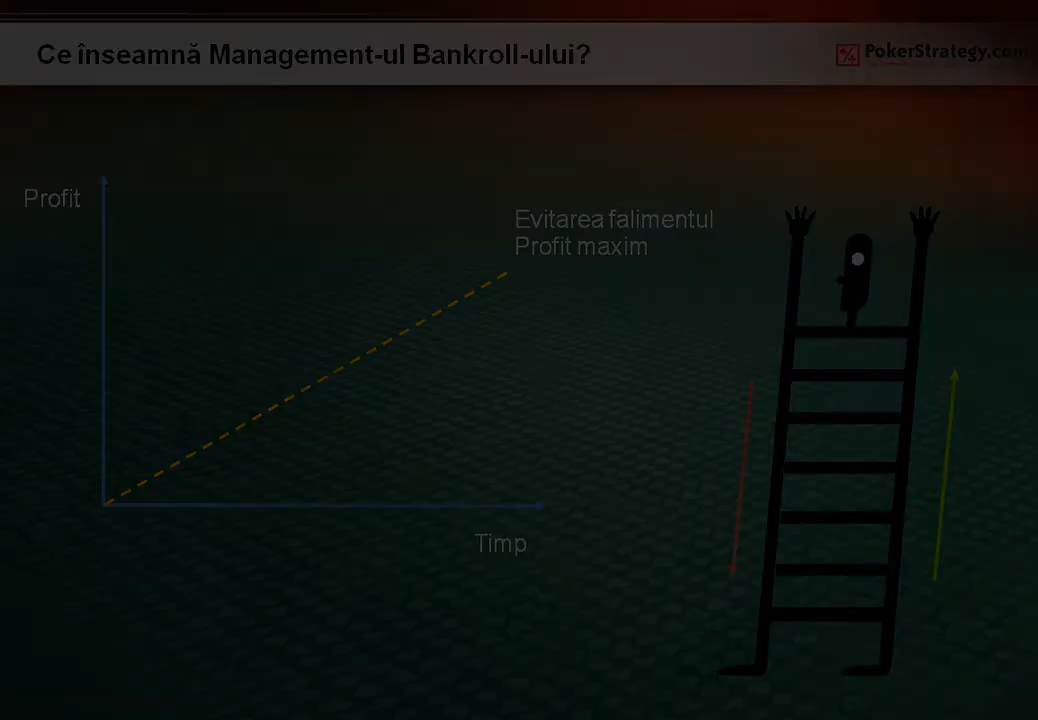 Ce înseamnă Management-ul Bankroll-ului?
PokerStrategy.com
Profit
Evitarea falimentul
Profit maxim
Timp